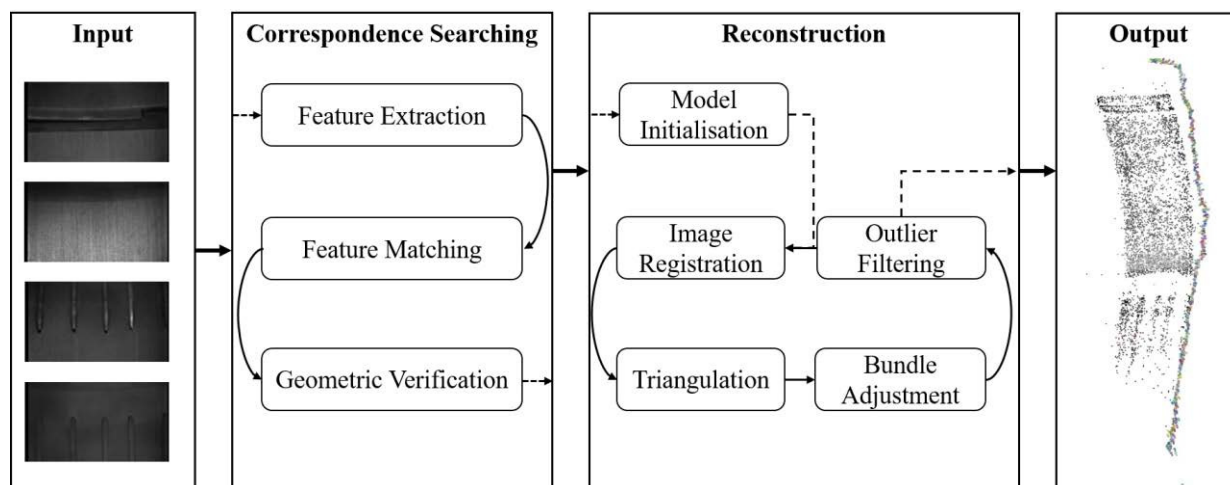 Input
Correspondence Searching
Reconstruction
Output
Feature Extraction
Feature Matching
Geometric Verification
Model
Initialisation
Image
Registration
Outlier
Filtering
Triangulation
Bundle
Adjustment